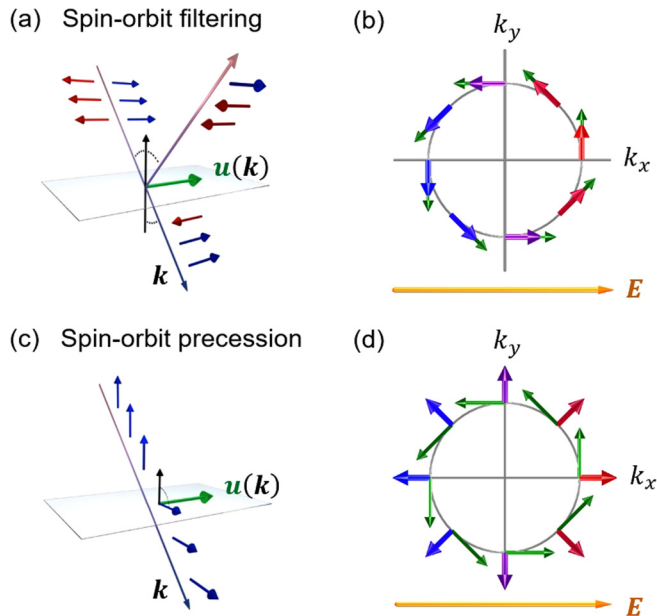 (a) Spin-orbit filtering
u(k)
k
(b)
k_y
k_x
E
(c) Spin-orbit precession
u(k)
k
(d)
k_y
k_x
E